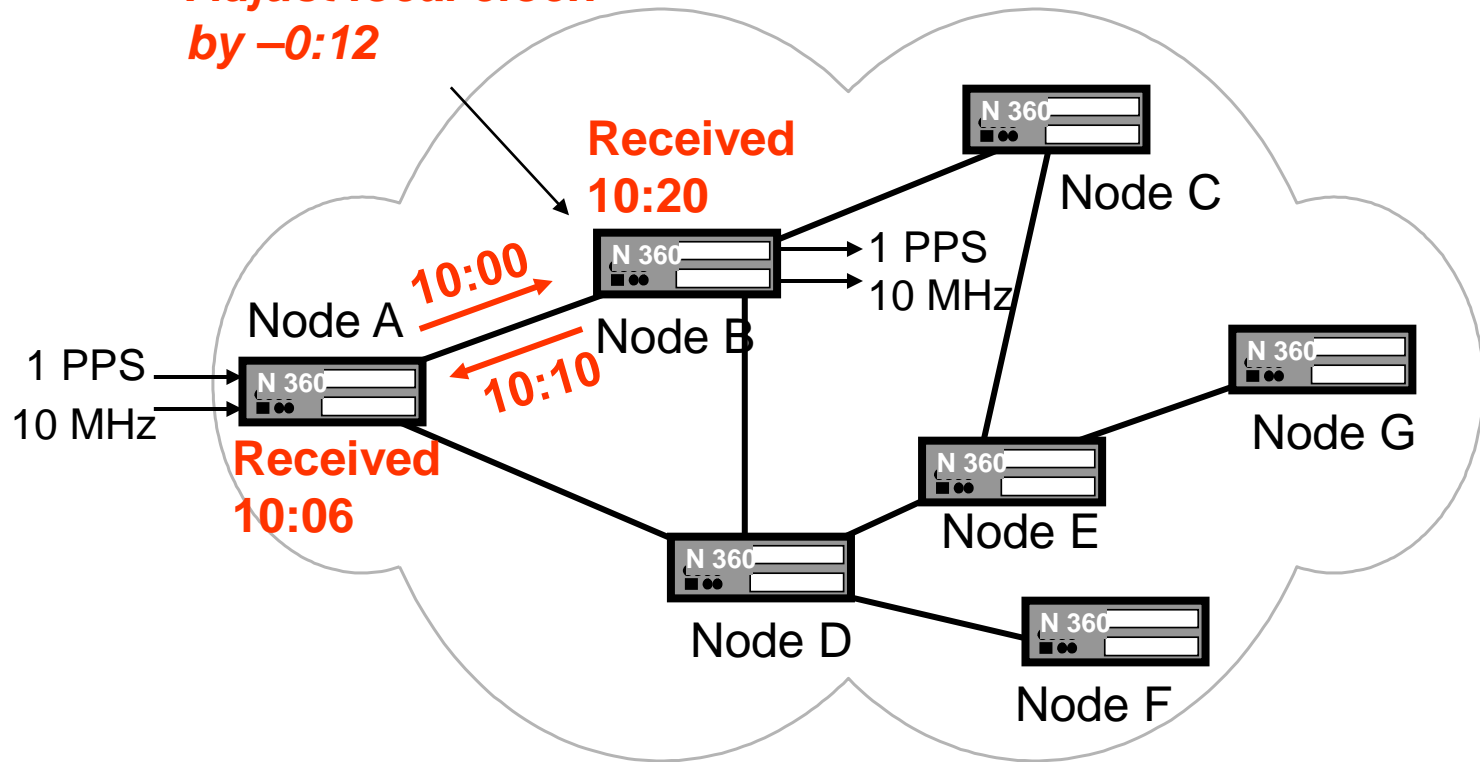 by –0:12
Received
10:20
N 360
Node C
N 360
1 PPS
10 MHz
10:00
Node B
Node A
10:10
1 PPS
10 MHz
N 360
Received
10:06
N 360
Node G
N 360
Node E
N 360
Node D
N 360
Node F